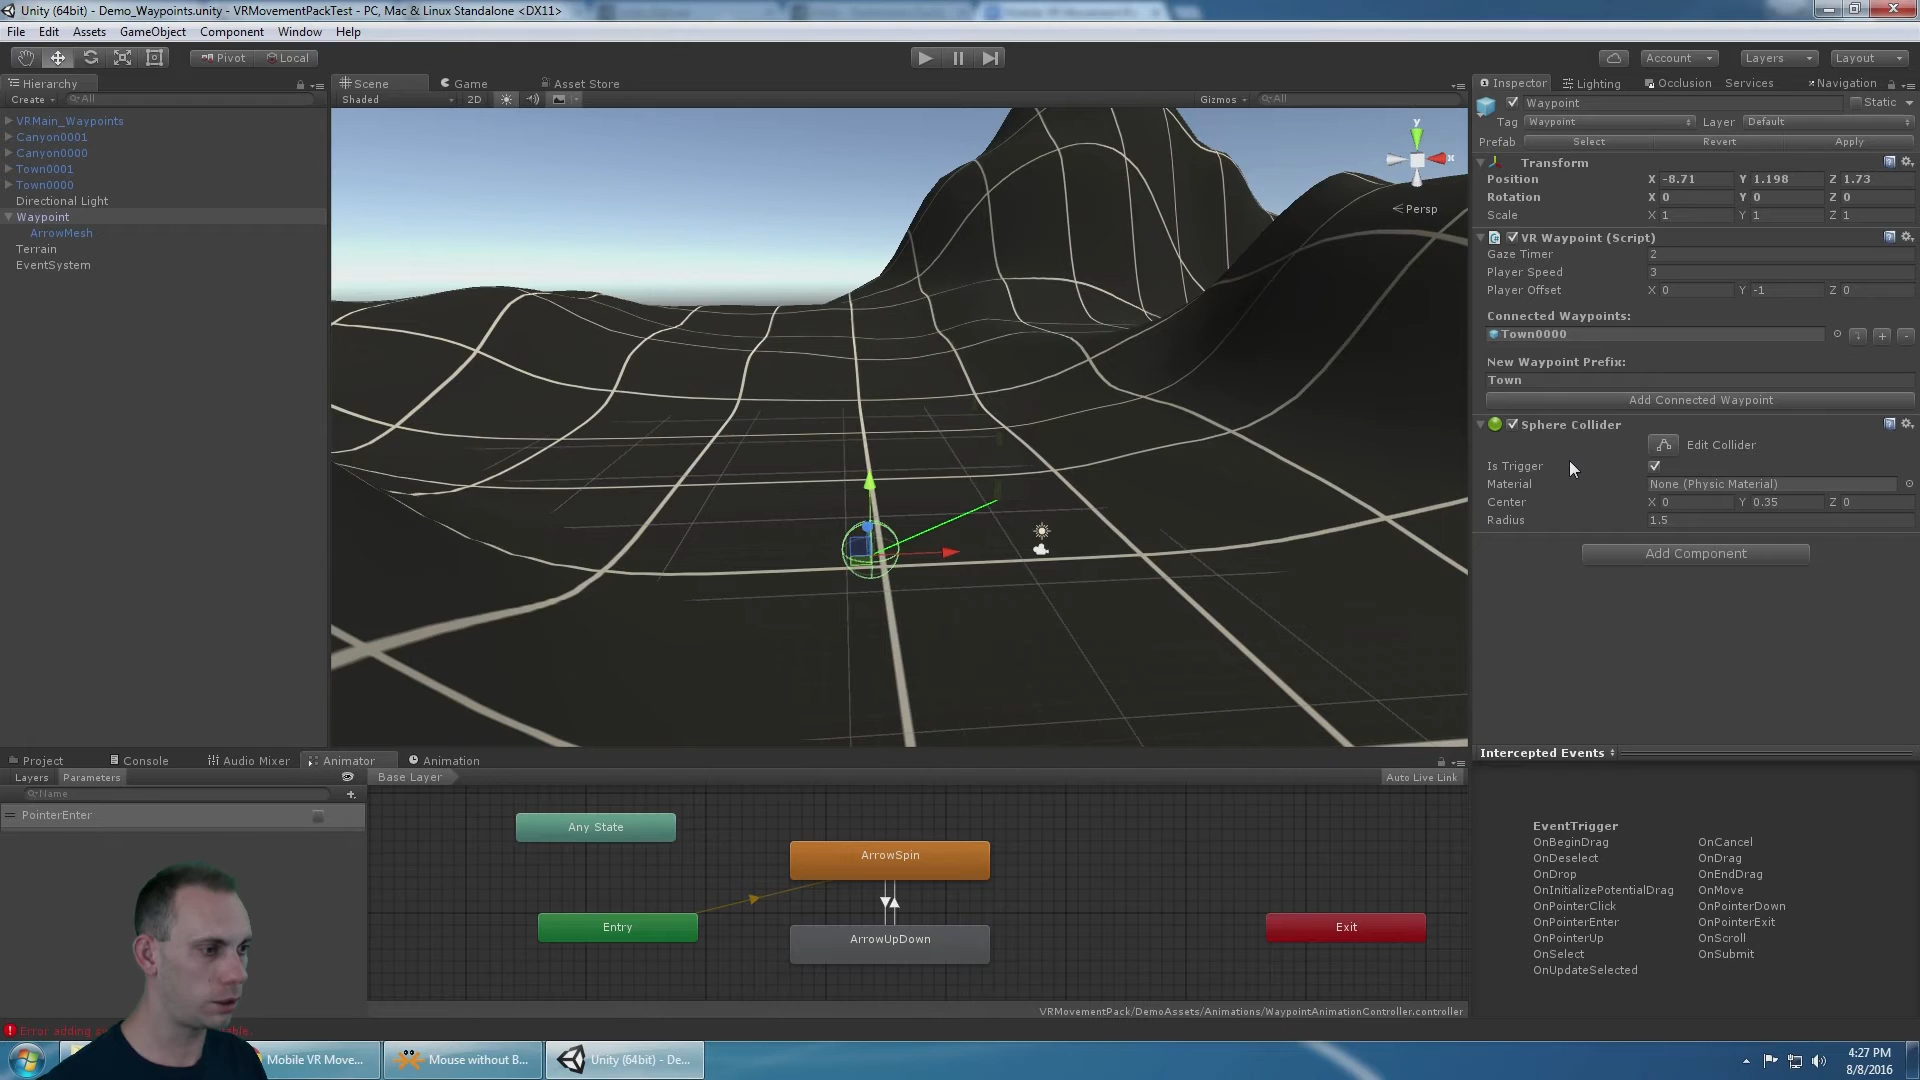 Unity (64bit) - Demo_Waypoints.unity - VRMovementPackTest - PC, Mac & Linux Standalone <DX11>
File Edit Assets GameObject Component Window Help
Pivot Local Account Layers Layout
Hierarchy
Create All
VRMain_Waypoints
Canyon0001
Canyon0000
Town0001
Town0000
Directional Light
Waypoint
ArrowMesh
Terrain
EventSystem
Scene Game Asset Store
Shaded 2D Gizmos All
y
x
Persp
Inspector Lighting Occlusion Services Navigation
Waypoint Static
Tag Waypoint Layer Default
Prefab Select Revert Apply
Transform
Position X -8.71 Y 1.198 Z 1.73
Rotation X 0 Y 0 Z 0
Scale X 1 Y 1 Z 1
VR Waypoint (Script)
Gaze Timer 2
Player Speed 3
Player Offset X 0 Y -1 Z 0
Connected Waypoints:
Town0000
New Waypoint Prefix:
Town
Add Connected Waypoint
Sphere Collider
Edit Collider
Is Trigger
Material None (Physic Material)
Center X 0 Y 0.35 Z 0
Radius 1.5
Add Component
Intercepted Events
EventTrigger
OnBeginDrag OnCancel
OnDeselect OnDrag
OnDrop OnEndDrag
OnInitializePotentialDrag OnMove
OnPointerClick OnPointerDown
OnPointerEnter OnPointerExit
OnPointerUp OnScroll
OnSelect OnSubmit
OnUpdateSelected
Project Console Audio Mixer Animator Animation
Layers Parameters Base Layer Auto Live Link
Name
PointerEnter
Any State
ArrowSpin
Entry
ArrowUpDown
Exit
VRMovementPack/DemoAssets/Animations/WaypointAnimationController.controller
Error adding
Mobile VR Move... Mouse without B... Unity (64bit) - De...
4:27 PM
8/8/2016